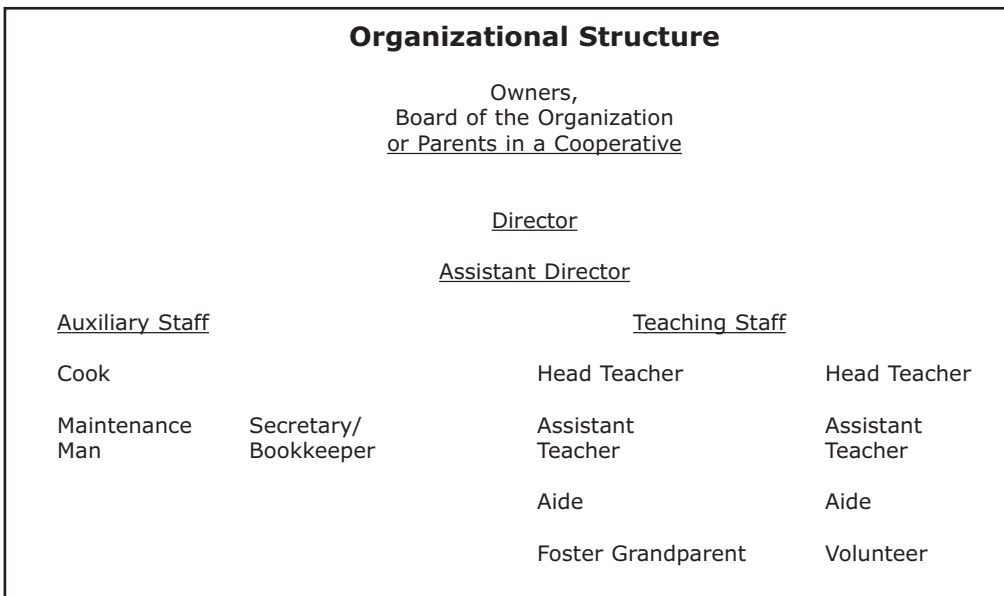 Organizational Structure
Owners,
Board of the Organization
or Parents in a Cooperative
Director
Assistant Director
Auxiliary Staff Teaching Staff
Cook Head Teacher Head Teacher
Maintenance Secretary/ Assistant Assistant
Man Bookkeeper Teacher Teacher
Aide Aide
Foster Grandparent Volunteer